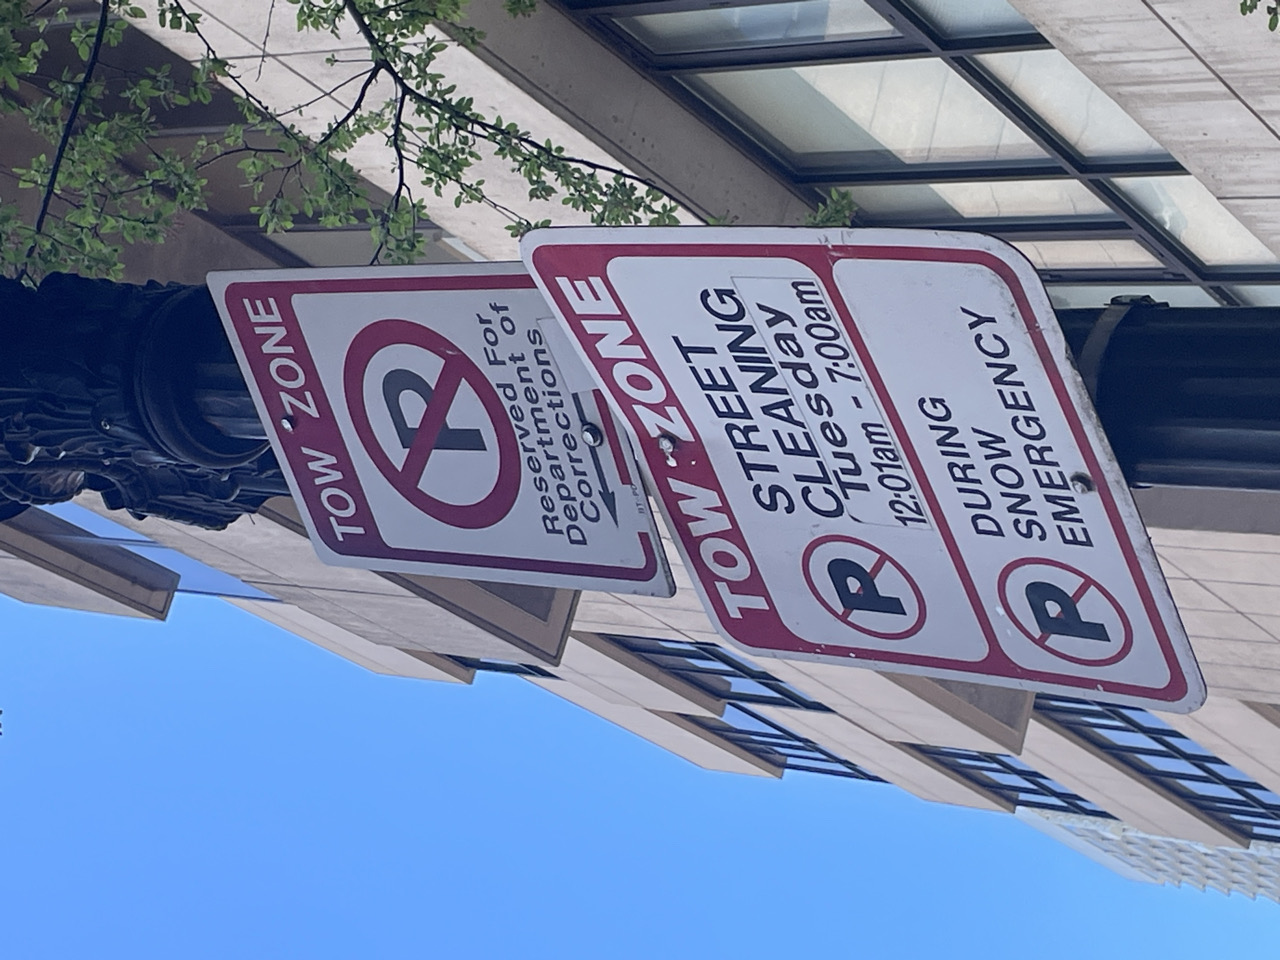 TOW ZONE
P
Reserved For
Department of
Corrections
TOW ZONE
STREET
CLEANING
P
Tuesday
12:01am - 7:00am
DURING
SNOW
P
EMERGENCY